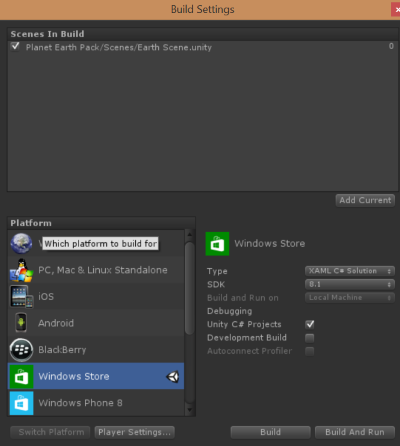 Build Settings
Scenes In Build
Planet Earth Pack/Scenes/Earth Scene.unity 0
Add Current
Platform
Which platform to build for
PC, Mac & Linux Standalone
iOS
Android
BlackBerry
Windows Store
Windows Phone 8
Windows Store
Type XAML C# Solution
SDK 8.1
Build and Run on Local Machine
Debugging
Unity C# Projects
Development Build
Autoconnect Profiler
Switch Platform Player Settings... Build Build And Run